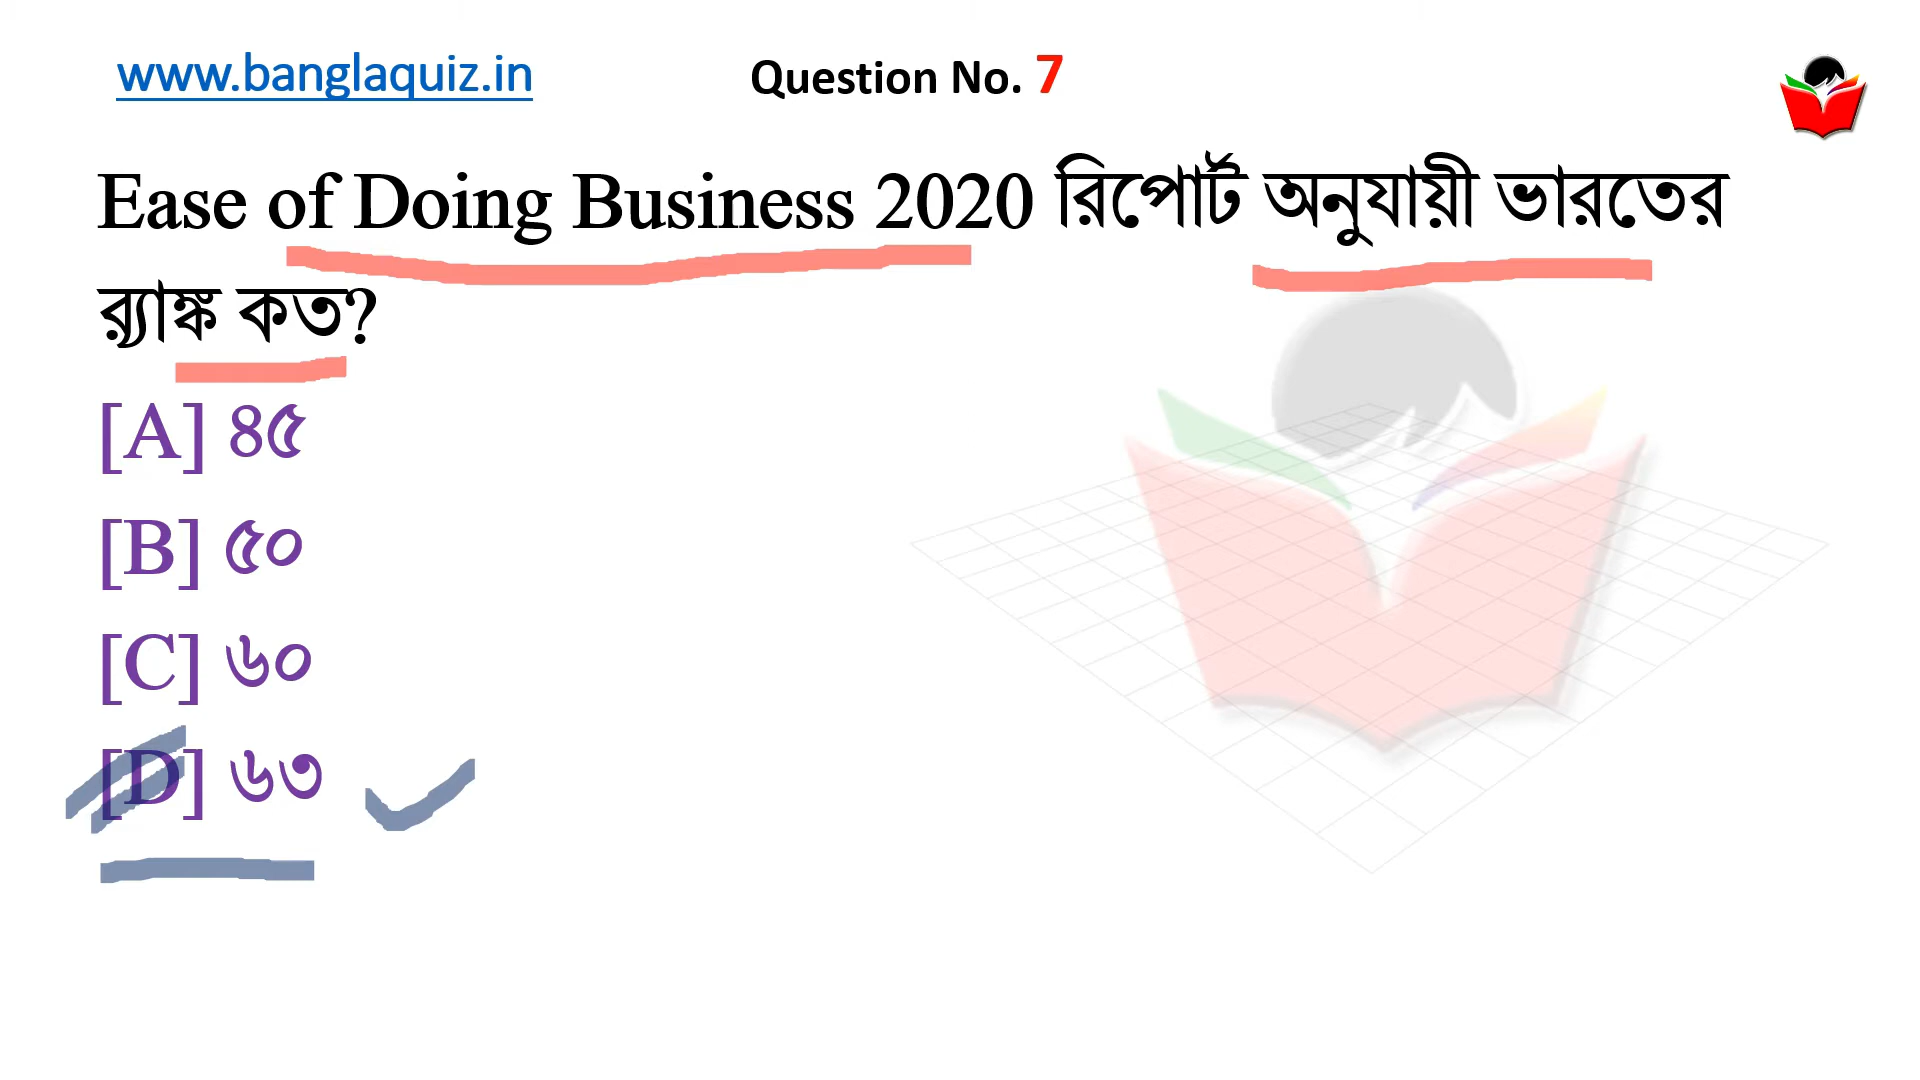 www.banglaquiz.in
Question No. 7
Ease of Doing Business 2020 রিপোর্ট অনুযায়ী ভারতের
র‍্যাঙ্ক কত?
[A] ৪৫
[B] ৫০
[C] ৬০
[D] ৬৩